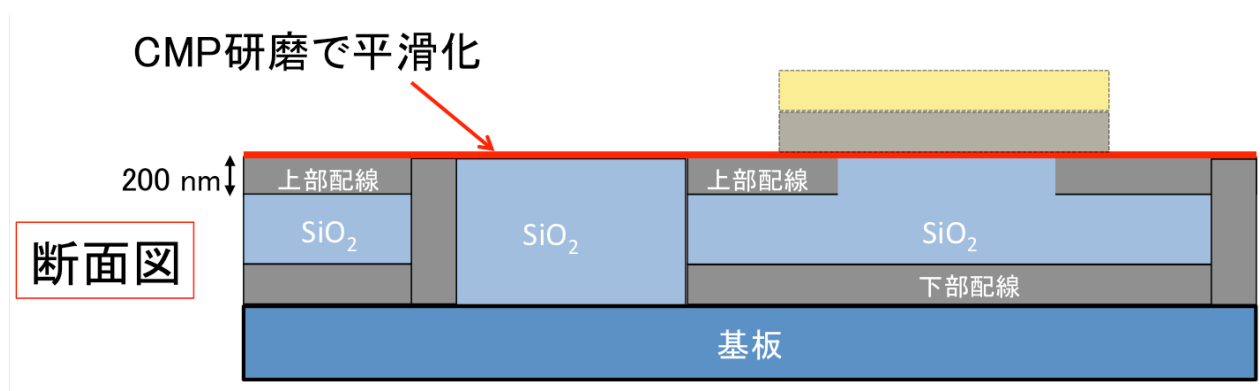 CMP研磨で平滑化
200 nm
上部配線
上部配線
SiO₂
SiO₂
SiO₂
断面図
下部配線
基板